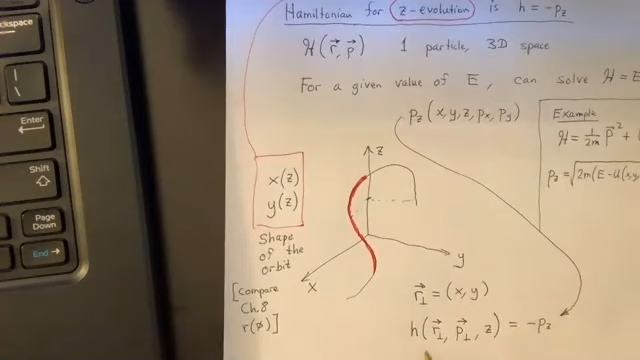 Hamiltonian for z-evolution is h = -p_z
H(r⃗, p⃗) 1 particle, 3D space
For a given value of E, can solve H = E
p_z (x, y, z, p_x, p_y)
Example
H = 1/2m p⃗² +
p_z = √2m(E-U(x,y
x(z)
y(z)
Shape of the orbit
[Compare
Ch.8
r(ϕ)]
z
y
x
r⃗⊥ = (x, y)
h(r⃗⊥, p⃗⊥, z) = -p_z
kspace
|
\
Enter
Shift
Page
Down
End